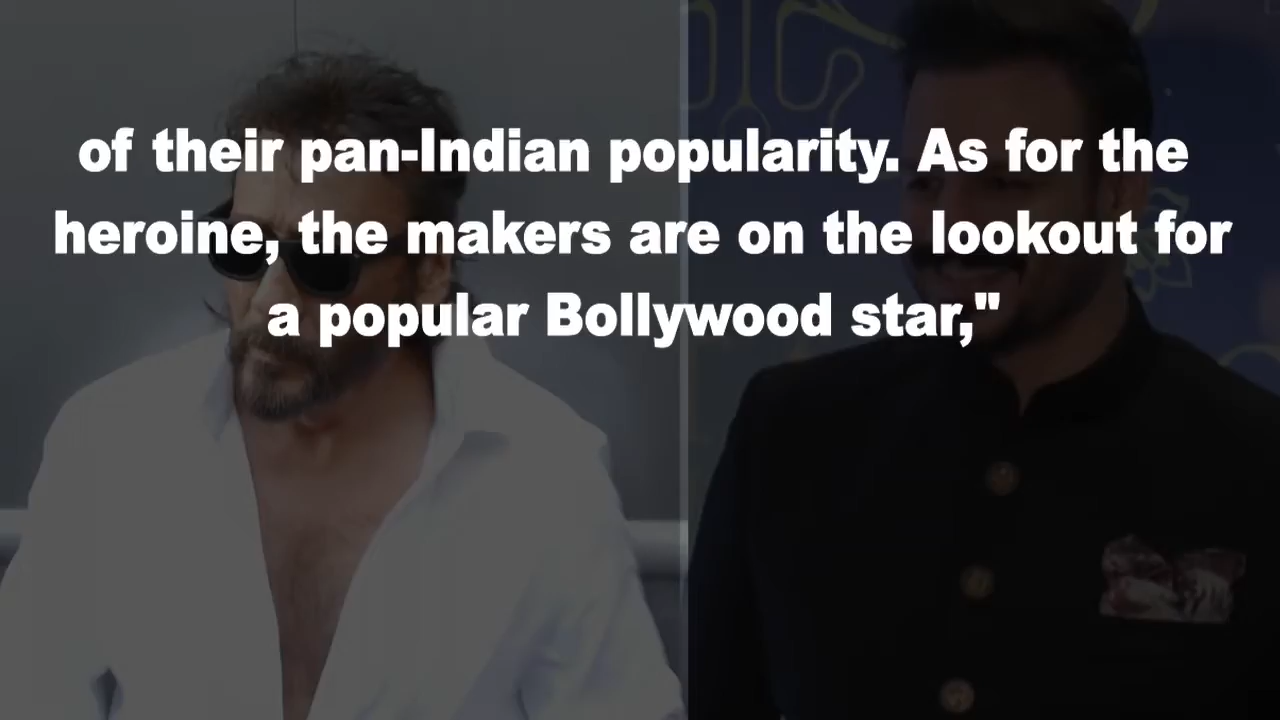 of their pan-Indian popularity. As for the
heroine, the makers are on the lookout for
a popular Bollywood star,"